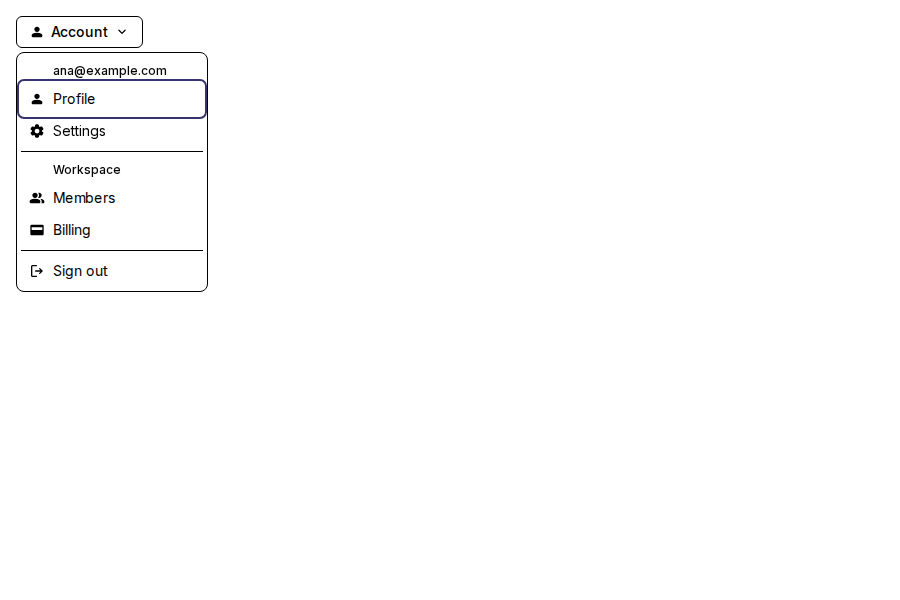 Account
ana@example.com
Profile
Settings
Workspace
Members
Billing
Sign out